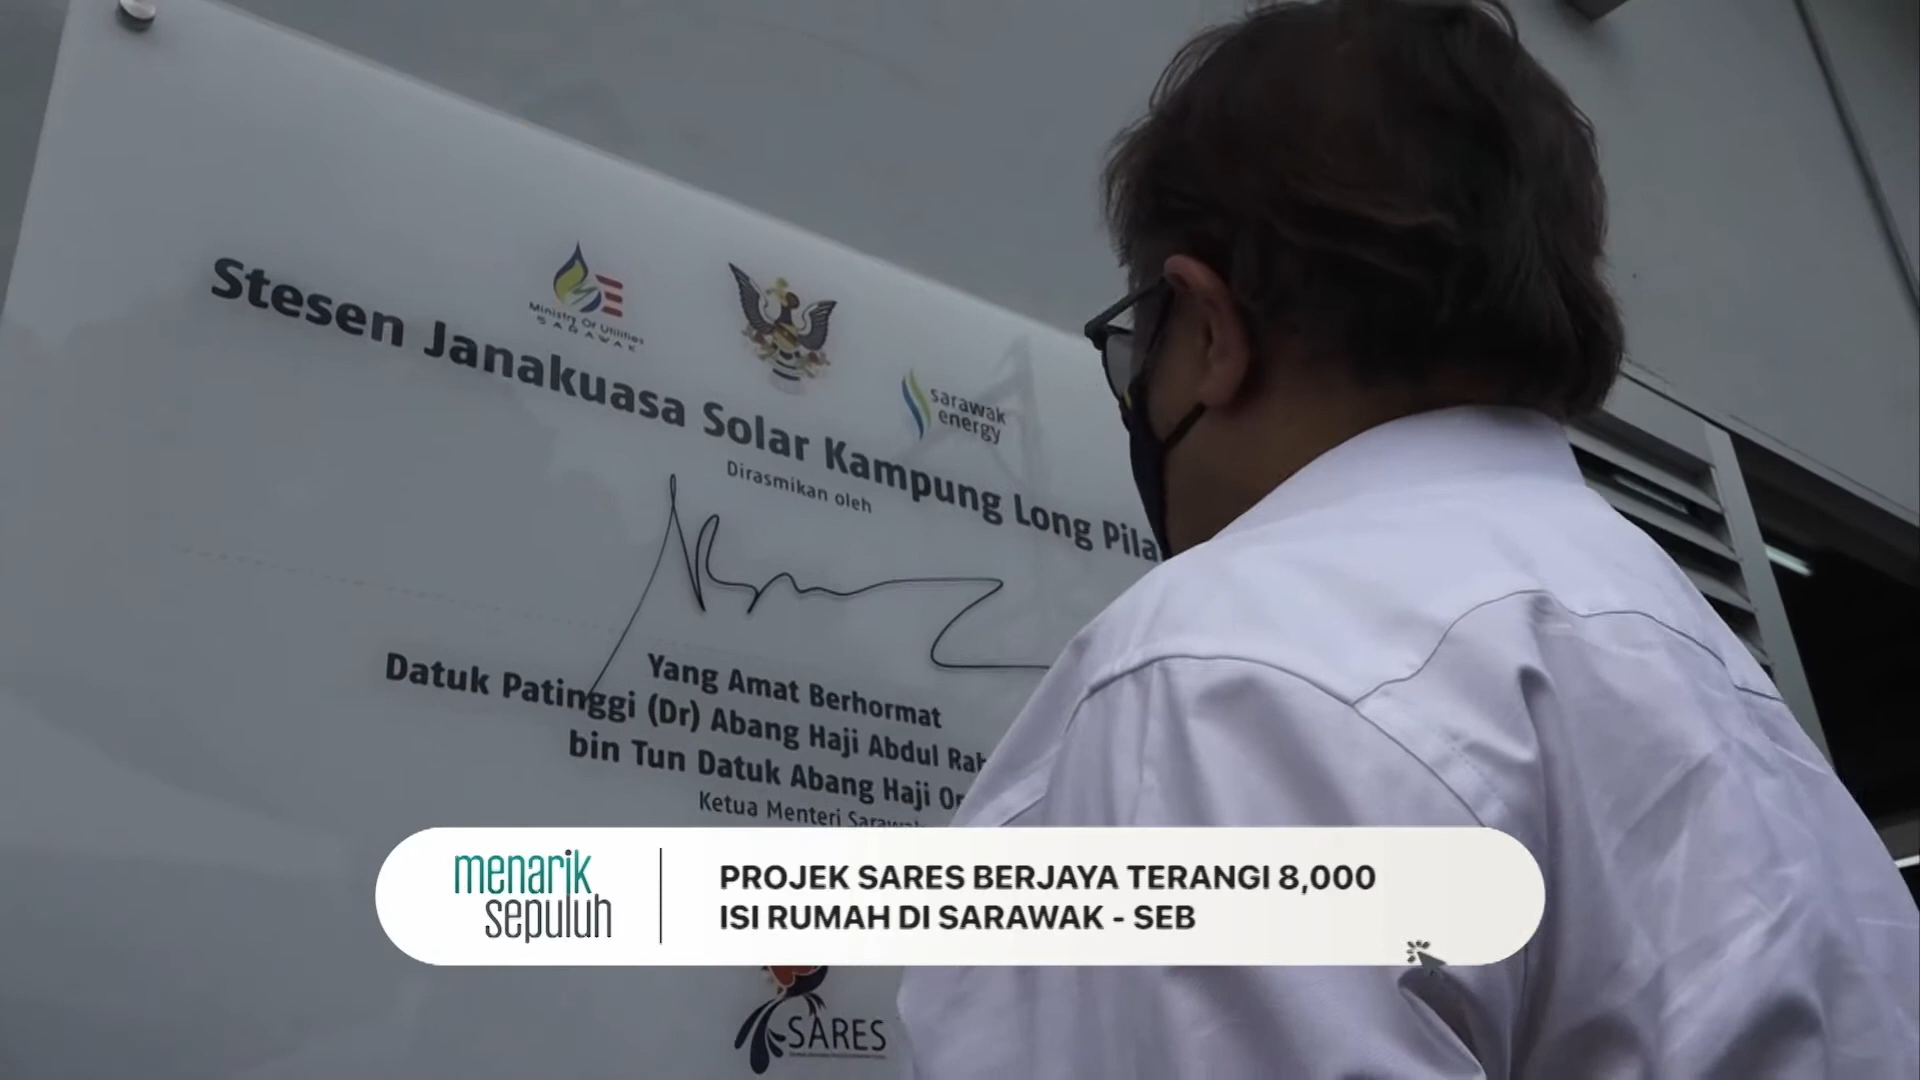 Ministry Of Utilities
SARAWAK
sarawak
energy
Stesen Janakuasa Solar Kampung Long Pila
Dirasmikan oleh
Yang Amat Berhormat
Datuk Patinggi (Dr) Abang Haji Abdul
bin Tun Datuk Abang Haji
Ketua Menteri Sarawak
menarik
sepuluh
PROJEK SARES BERJAYA TERANGI 8,000
ISI RUMAH DI SARAWAK - SEB
SARES